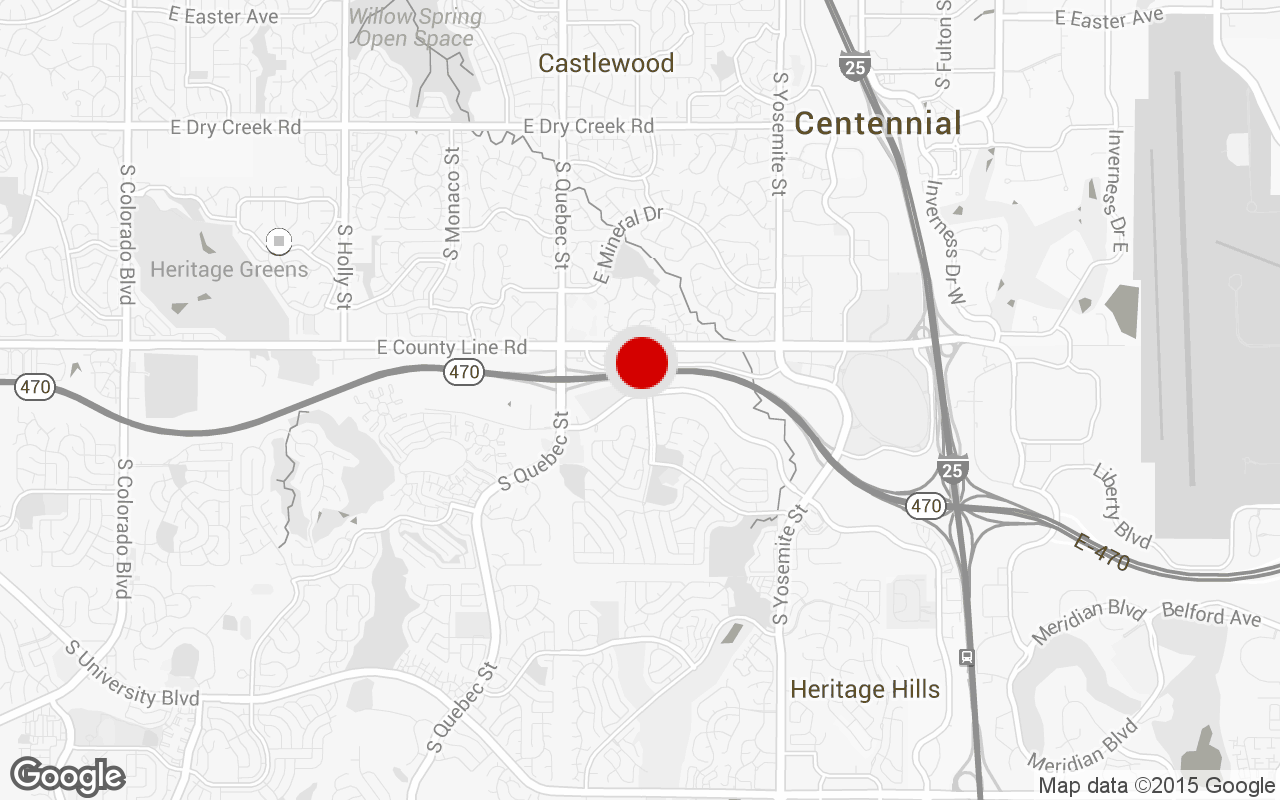 E Easter Ave
Willow Spring
Open Space
Castlewood
25
S Fulton S
E Easter Ave
E Dry Creek Rd
E Dry Creek Rd
S Yosemite St
Centennial
S Colorado Blvd
S Monaco St
S Quebec St
E Mineral Dr
Inverness Dr W
Inverness Dr E
S Holly St
Heritage Greens
E County Line Rd
470
470
S Quebec St
S Colorado Blvd
25
470
Liberty Blvd
E-470
S Yosemite St
Meridian Blvd
Belford Ave
S University Blvd
S Quebec St
Heritage Hills
Meridian Blvd
Google
Map data ©2015 Google